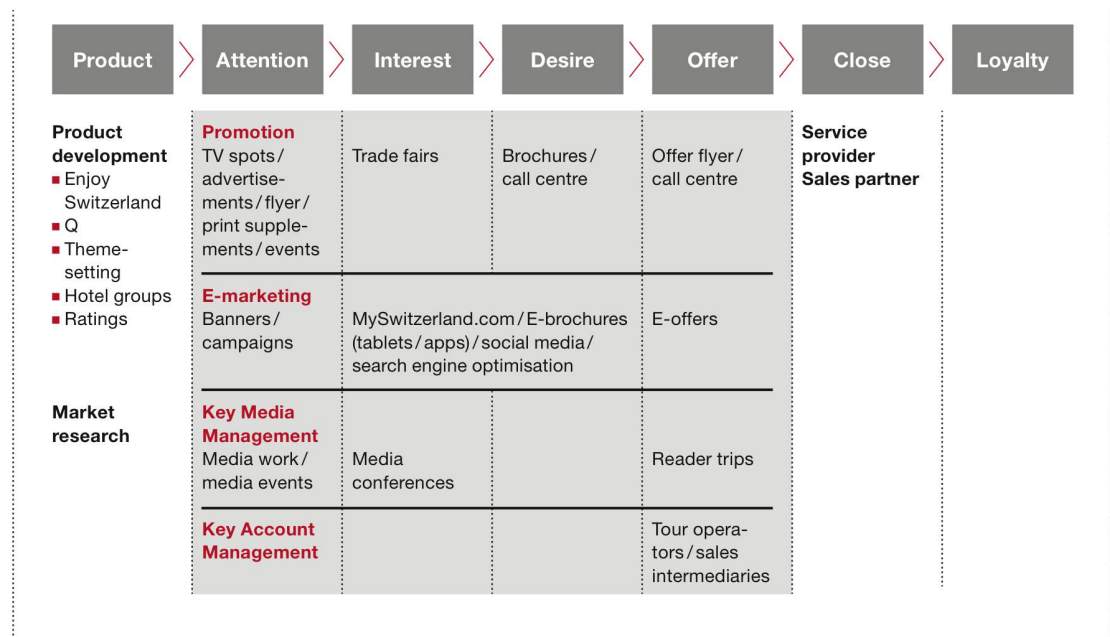 Product
Attention
Interest
Desire
Offer
Close
Loyalty
Product
development
Enjoy
Switzerland
Q
Theme-
setting
Hotel groups
Ratings
Market
research
Promotion
TV spots/
advertise-
ments/flyer/
print supple-
ments/events
Trade fairs
Brochures/
call centre
Offer flyer/
call centre
E-marketing
Banners/
campaigns
MySwitzerland.com/E-brochures
(tablets/apps)/social media/
search engine optimisation
E-offers
Key Media
Management
Media work/
media events
Media
conferences
Reader trips
Key Account
Management
Tour opera-
tors/sales
intermediaries
Service
provider
Sales partner